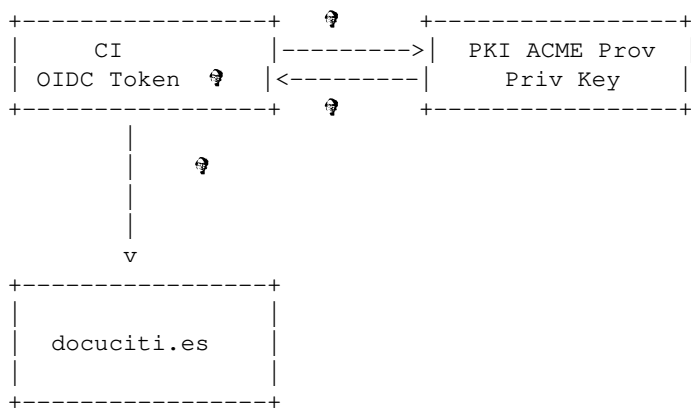 CI
PKI ACME Prov
OIDC Token
Priv Key
v
docuciti.es